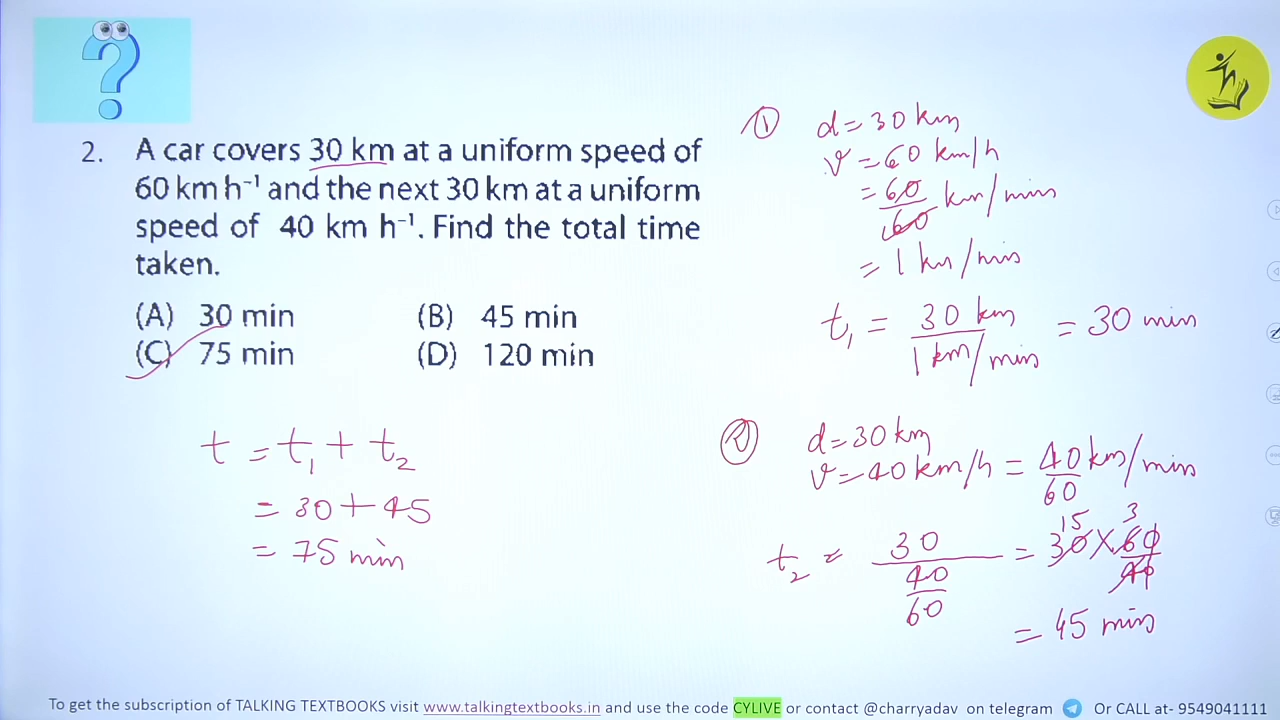 2. A car covers 30 km at a uniform speed of
60 km h⁻¹ and the next 30 km at a uniform
speed of 40 km h⁻¹. Find the total time
taken.
(A) 30 min (B) 45 min
(C) 75 min (D) 120 min
t = t₁ + t₂
= 30 + 45
= 75 min
① d = 30 km
v = 60 km/h
= 60/60 km/min
= 1 km/min
t₁ = 30 km / 1 km/min = 30 min
② d = 30 km
v = 40 km/h = 40/60 km/min
t₂ = 30 / 40/60 = 30 15 × 60 3 / 40
= 45 min
To get the subscription of TALKING TEXTBOOKS visit www.talkingtextbooks.in and use the code CYLIVE or contact @charryadav on telegram Or CALL at- 9549041111